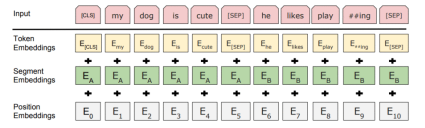 Input [CLS] my dog is cute [SEP] he likes play ##ing [SEP]
Token Embeddings E[CLS] Emy Edog Eis Ecute E[SEP] Ehe Elikes Eplay E##ing E[SEP]
+ + + + + + + + + + +
Segment Embeddings EA EA EA EA EA EA EB EB EB EB EB
+ + + + + + + + + + +
Position Embeddings E0 E1 E2 E3 E4 E5 E6 E7 E8 E9 E10